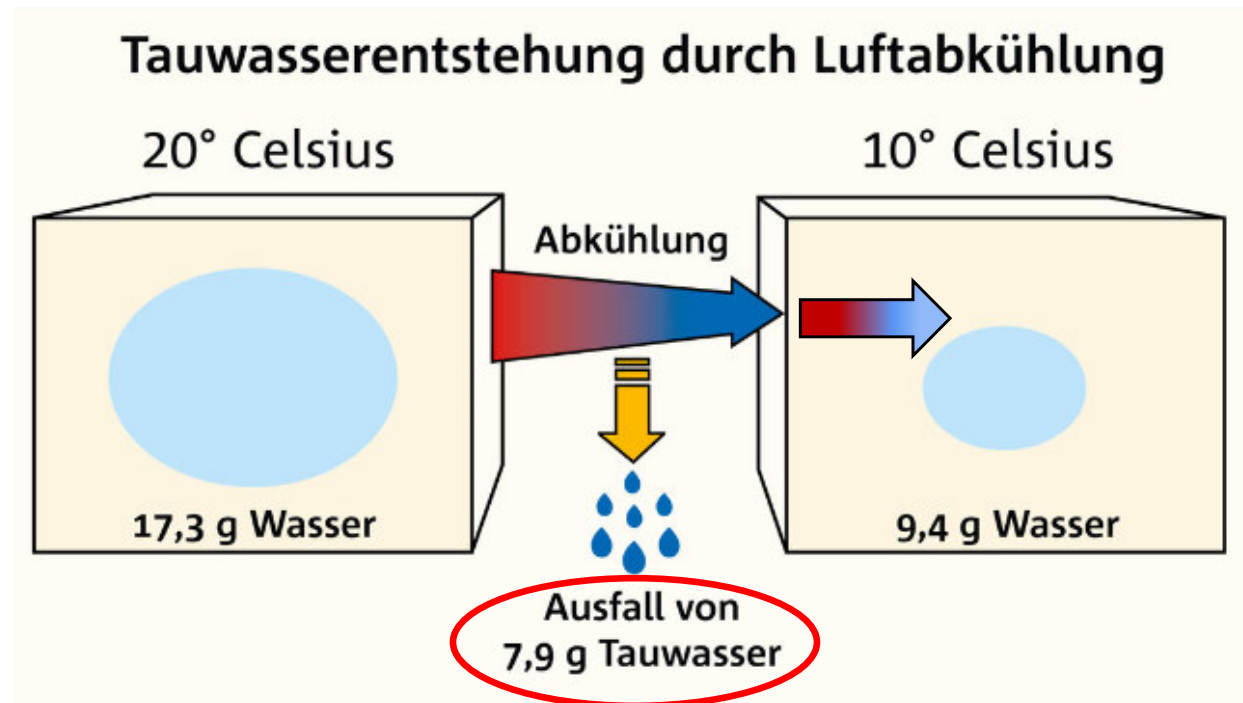 Tauwasserentstehung durch Luftabkühlung
20° Celsius
10° Celsius
Abkühlung
17,3 g Wasser
9,4 g Wasser
Ausfall von
7,9 g Tauwasser